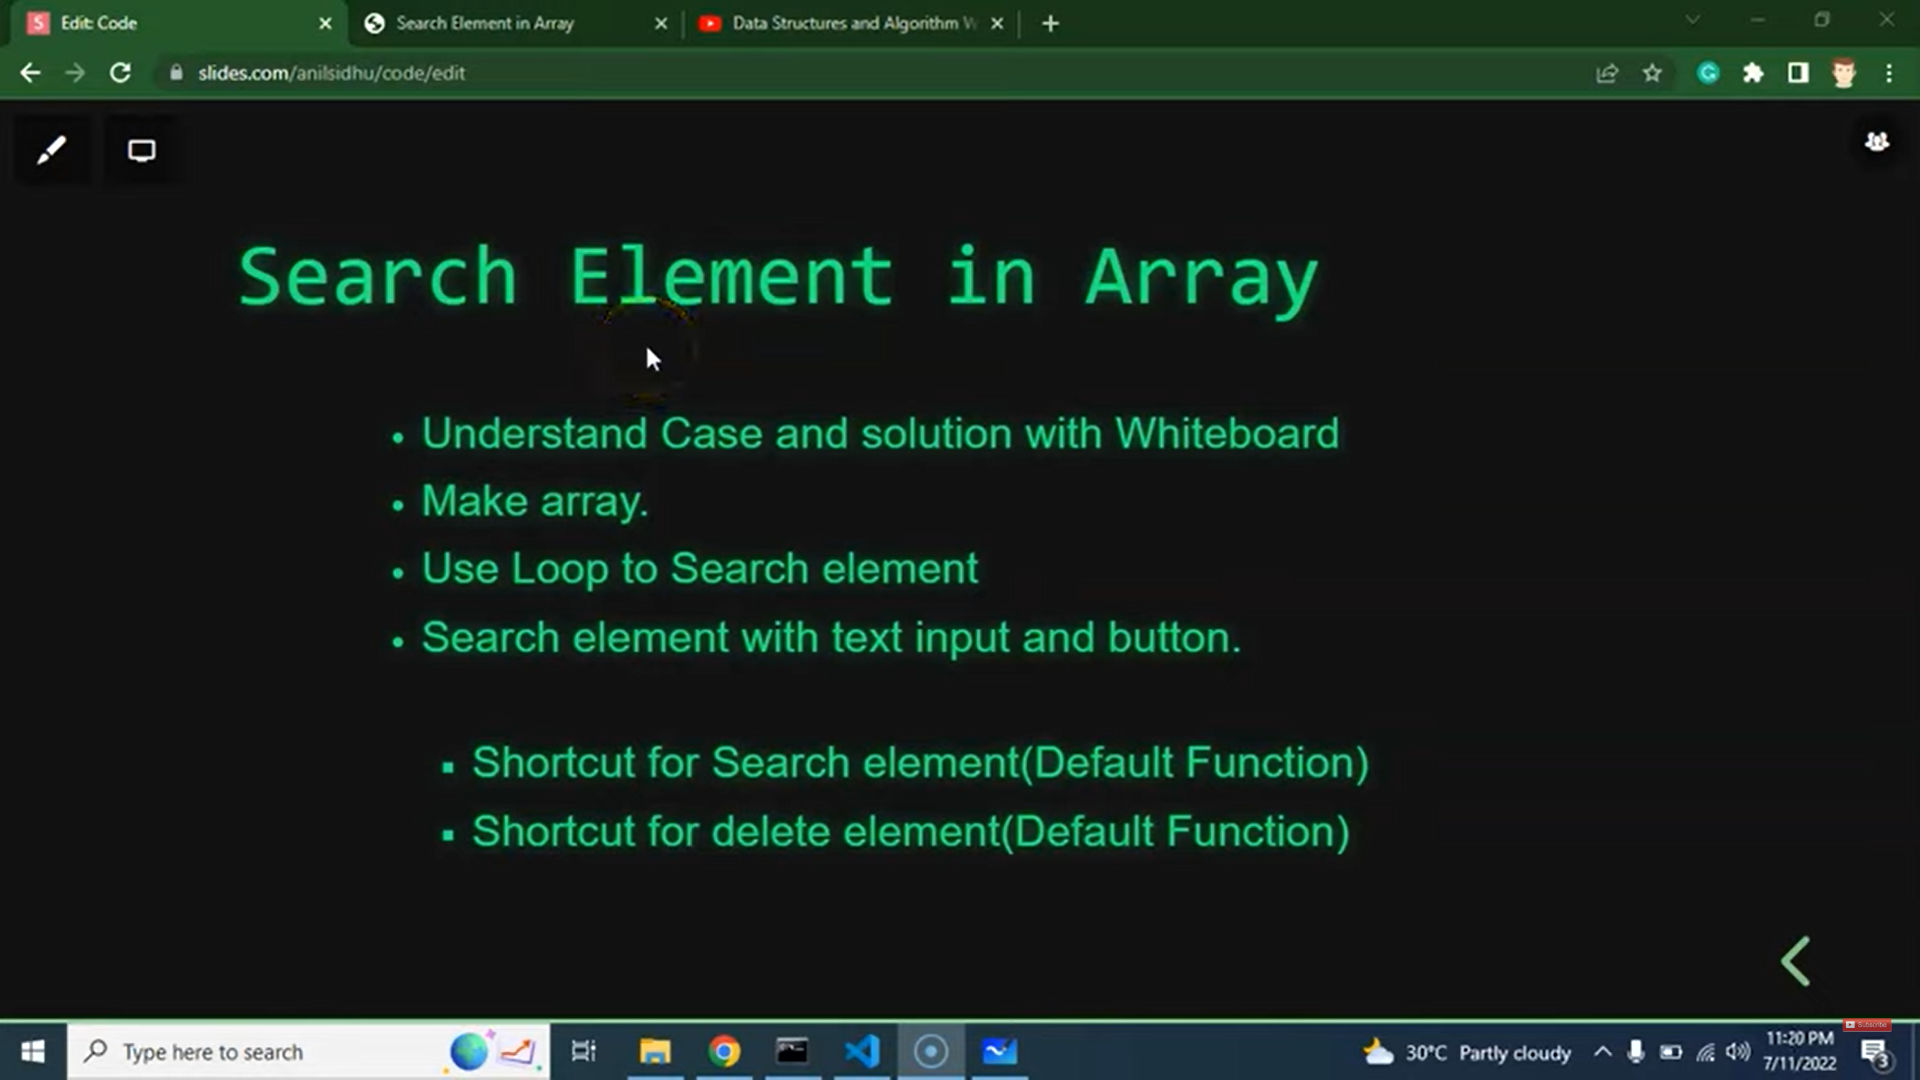 Edit: Code
Search Element in Array
Data Structures and Algorithm W
slides.com/anilsidhu/code/edit
Search Element in Array
Understand Case and solution with Whiteboard
Make array.
Use Loop to Search element
Search element with text input and button.
Shortcut for Search element(Default Function)
Shortcut for delete element(Default Function)
Subscribe
Type here to search
30°C Partly cloudy
11:20 PM
7/11/2022
3